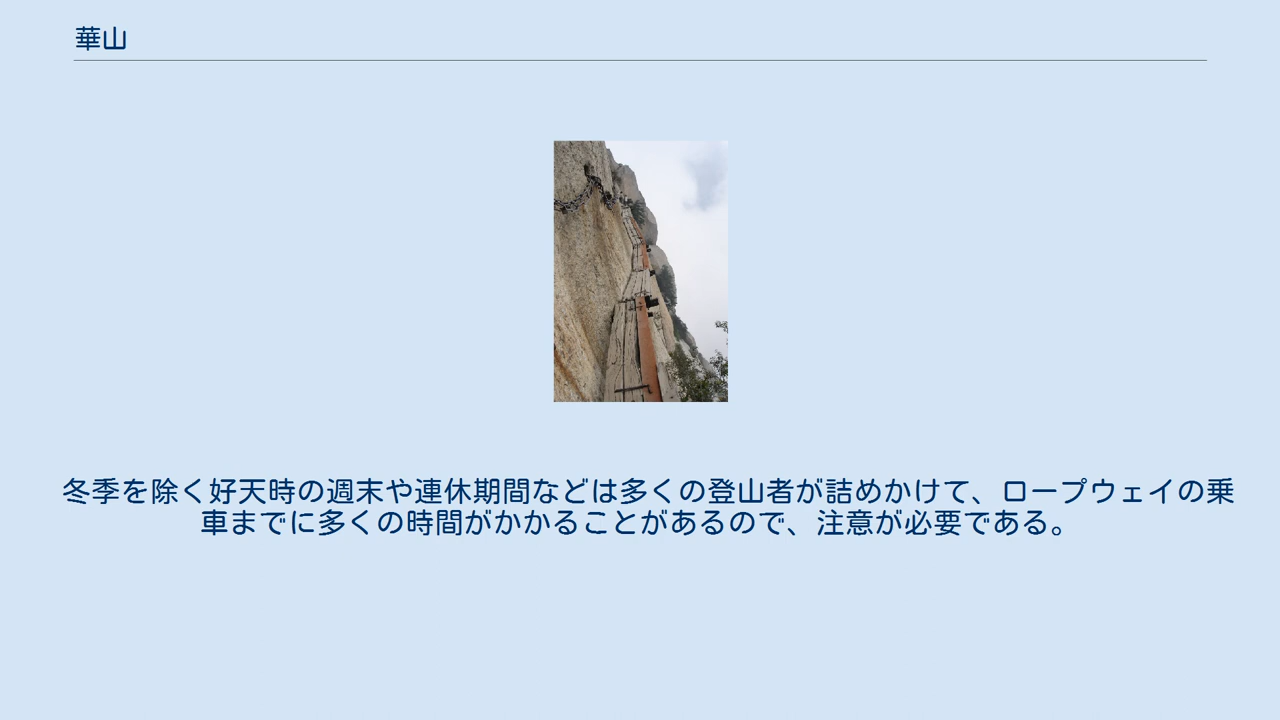 華山
冬季を除く好天時の週末や連休期間などは多くの登山者が詰めかけて、ロープウェイの乗
車までに多くの時間がかかることがあるので、注意が必要である。